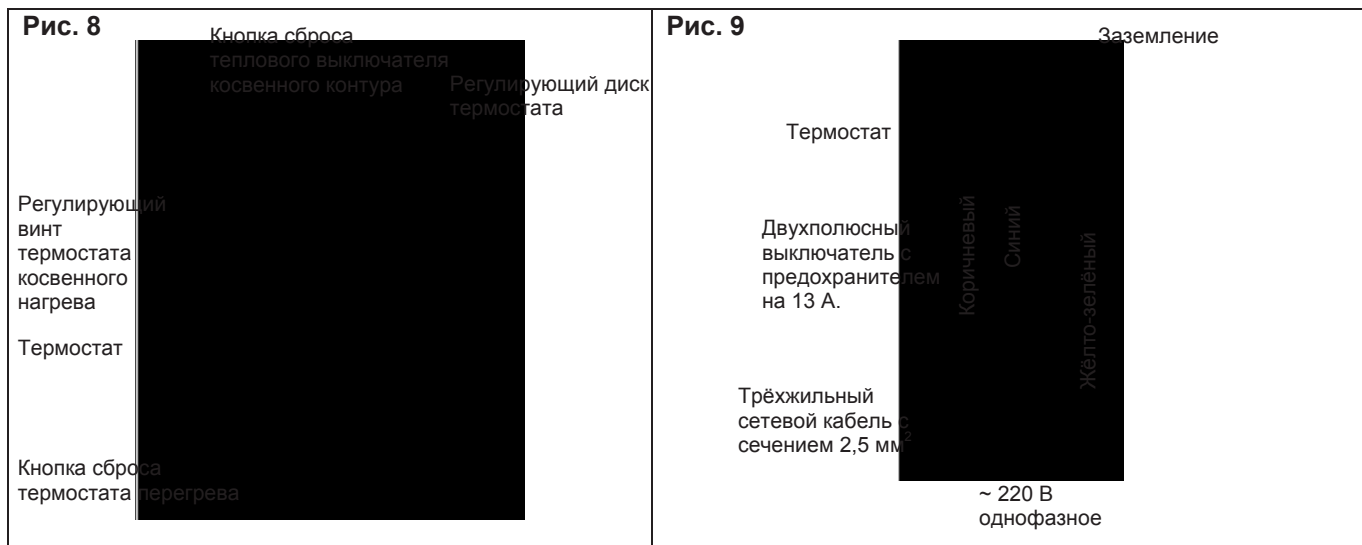 Рис. 8
Кнопка сброса
теплового выключателя
косвенного контура
Регулирующий диск
термостата
Регулирующий
винт
термостата
косвенного
нагрева
Термостат
Кнопка сброса
термостата перегрева
Рис. 9
Заземление
Термостат
Двухполюсный
выключатель с
предохранителем
на 13 А.
Коричневый
Синий
Жёлто-зелёный
Трёхжильный
сетевой кабель с
сечением 2,5 мм²
~ 220 В
однофазное